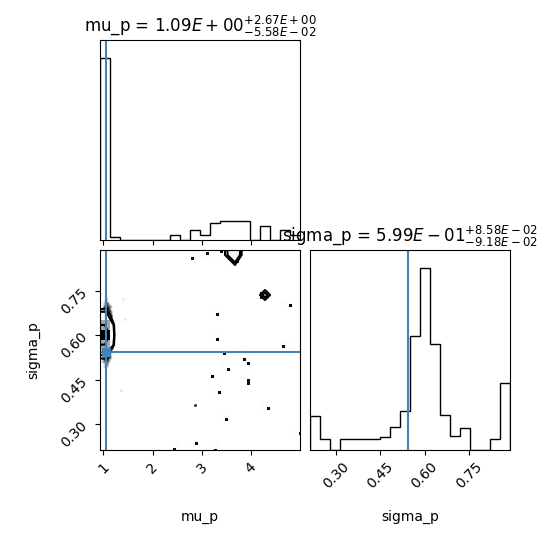 mu_p = 1.09E + 00^{+2.67E+00}_{-5.58E-02}
sigma_p = 5.99E - 01^{+8.58E-02}_{-9.18E-02}
0.75
0.60
0.45
0.30
sigma_p
1
2
3
4
mu_p
0.30
0.45
0.60
0.75
sigma_p